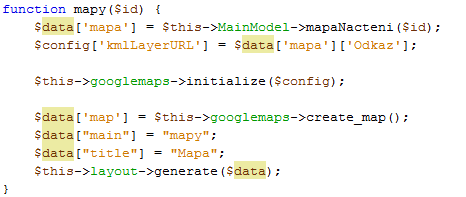 function mapy($id) {
$data['mapa'] = $this->MainModel->mapaNacteni($id);
$config['kmlLayerURL'] = $data['mapa']['Odkaz'];
$this->googlemaps->initialize($config);
$data['map'] = $this->googlemaps->create_map();
$data["main"] = "mapy";
$data["title"] = "Mapa";
$this->layout->generate($data);
}